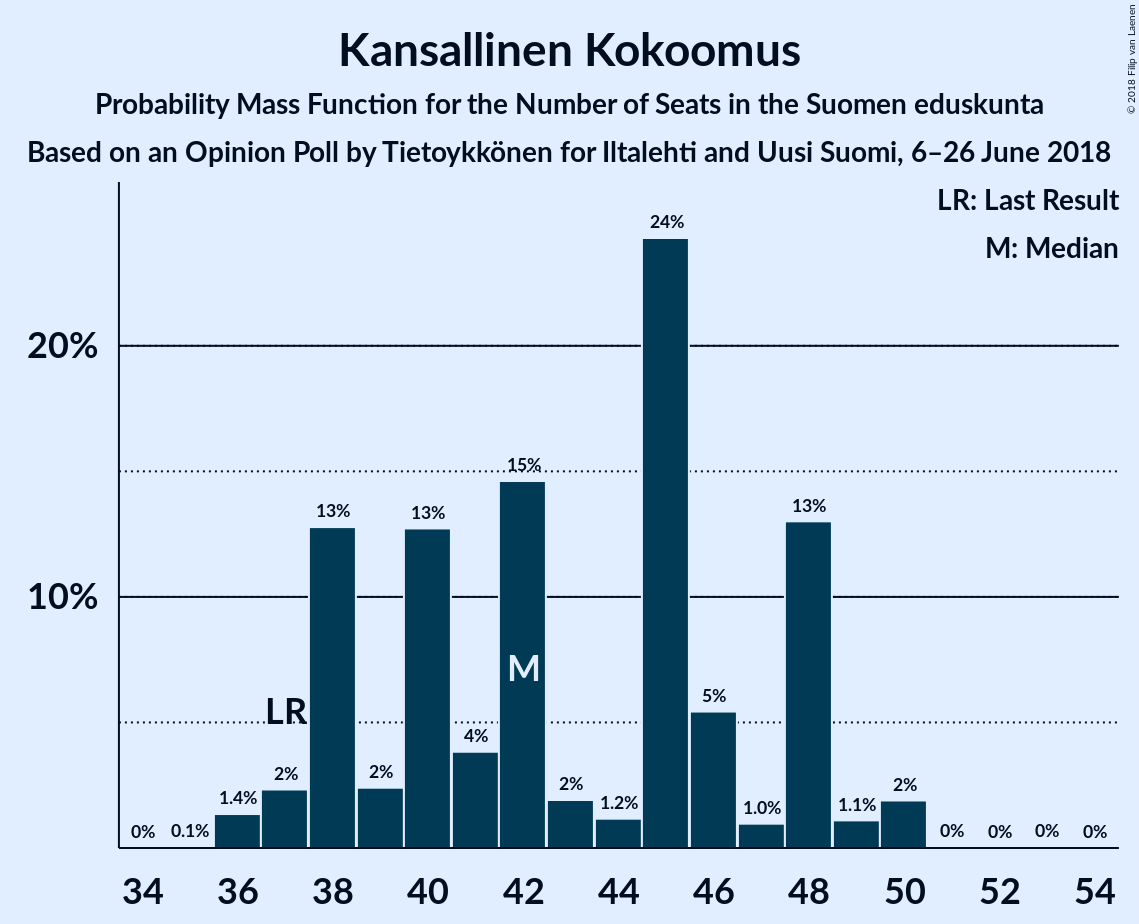 © 2018 Filip van Laenen
Kansallinen Kokoomus
Probability Mass Function for the Number of Seats in the Suomen eduskunta
Based on an Opinion Poll by Tietoykkönen for Iltalehti and Uusi Suomi, 6–26 June 2018
LR: Last Result
M: Median
24%
20%
15%
13% 13% 13%
10%
M
LR
5%
4%
2% 2% 2% 2%
1.4% 1.2% 1.0% 1.1%
0% 0.1% 0% 0% 0% 0%
34 36 38 40 42 44 46 48 50 52 54